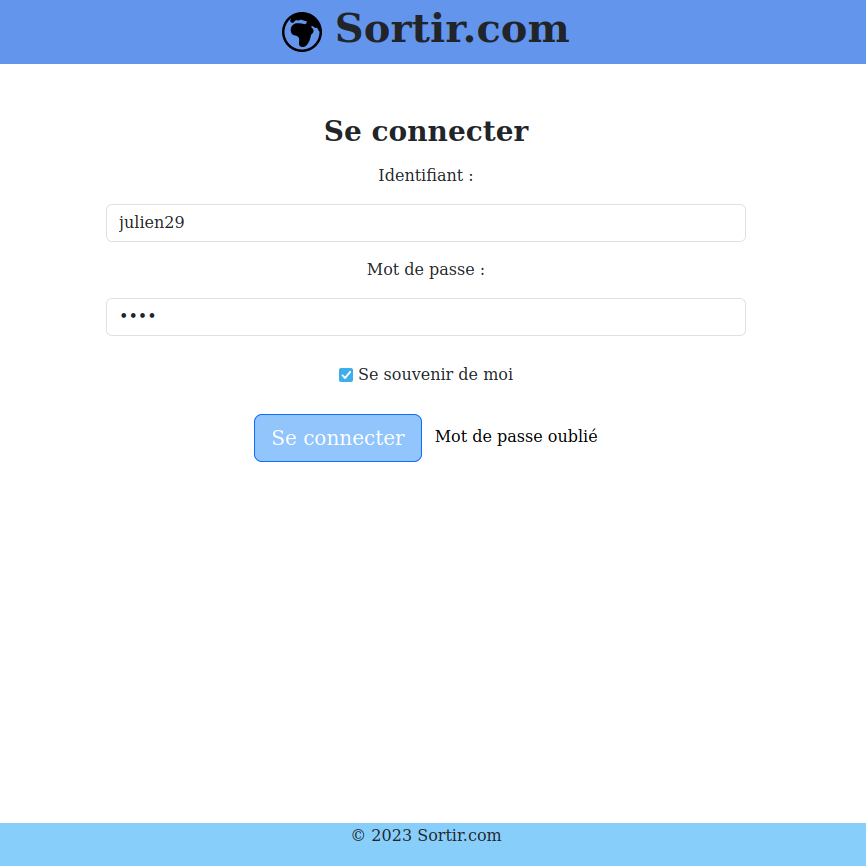 Sortir.com
Se connecter
Identifiant :
julien29
Mot de passe :
••••
Se souvenir de moi
Se connecter Mot de passe oublié
© 2023 Sortir.com